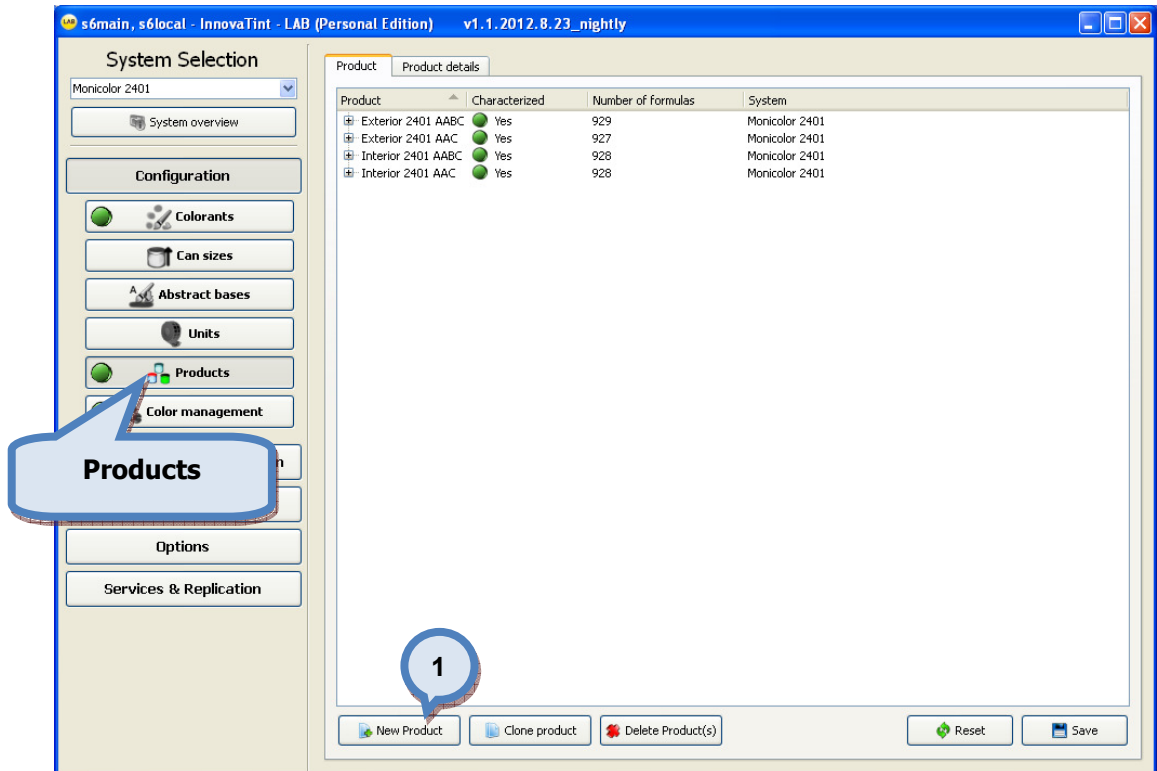 s6main, s6local - InnovaTint - LAB (Personal Edition) v1.1.2012.8.23_nightly
System Selection
Monicolor 2401
System overview
Configuration
Colorants
Can sizes
Abstract bases
Units
Products
Color management
Products
n
Options
Services & Replication
Product Product details
Product Characterized Number of formulas System
Exterior 2401 AABC Yes 929 Monicolor 2401
Exterior 2401 AAC Yes 927 Monicolor 2401
Interior 2401 AABC Yes 928 Monicolor 2401
Interior 2401 AAC Yes 928 Monicolor 2401
1
New Product Clone product Delete Product(s) Reset Save